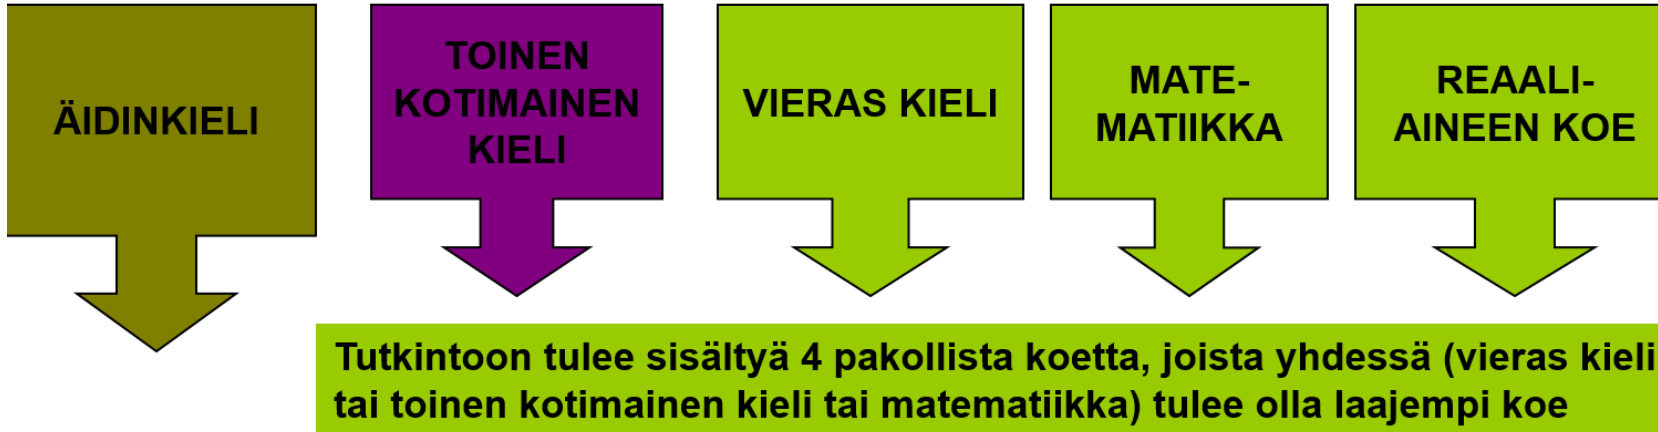 ÄIDINKIELI
TOINEN
KOTIMAINEN
KIELI
VIERAS KIELI
MATE-
MATIIKKA
REAALI-
AINEEN KOE
Tutkintoon tulee sisältyä 4 pakollista koetta, joista yhdessä (vieras kieli
tai toinen kotimainen kieli tai matematiikka) tulee olla laajempi koe